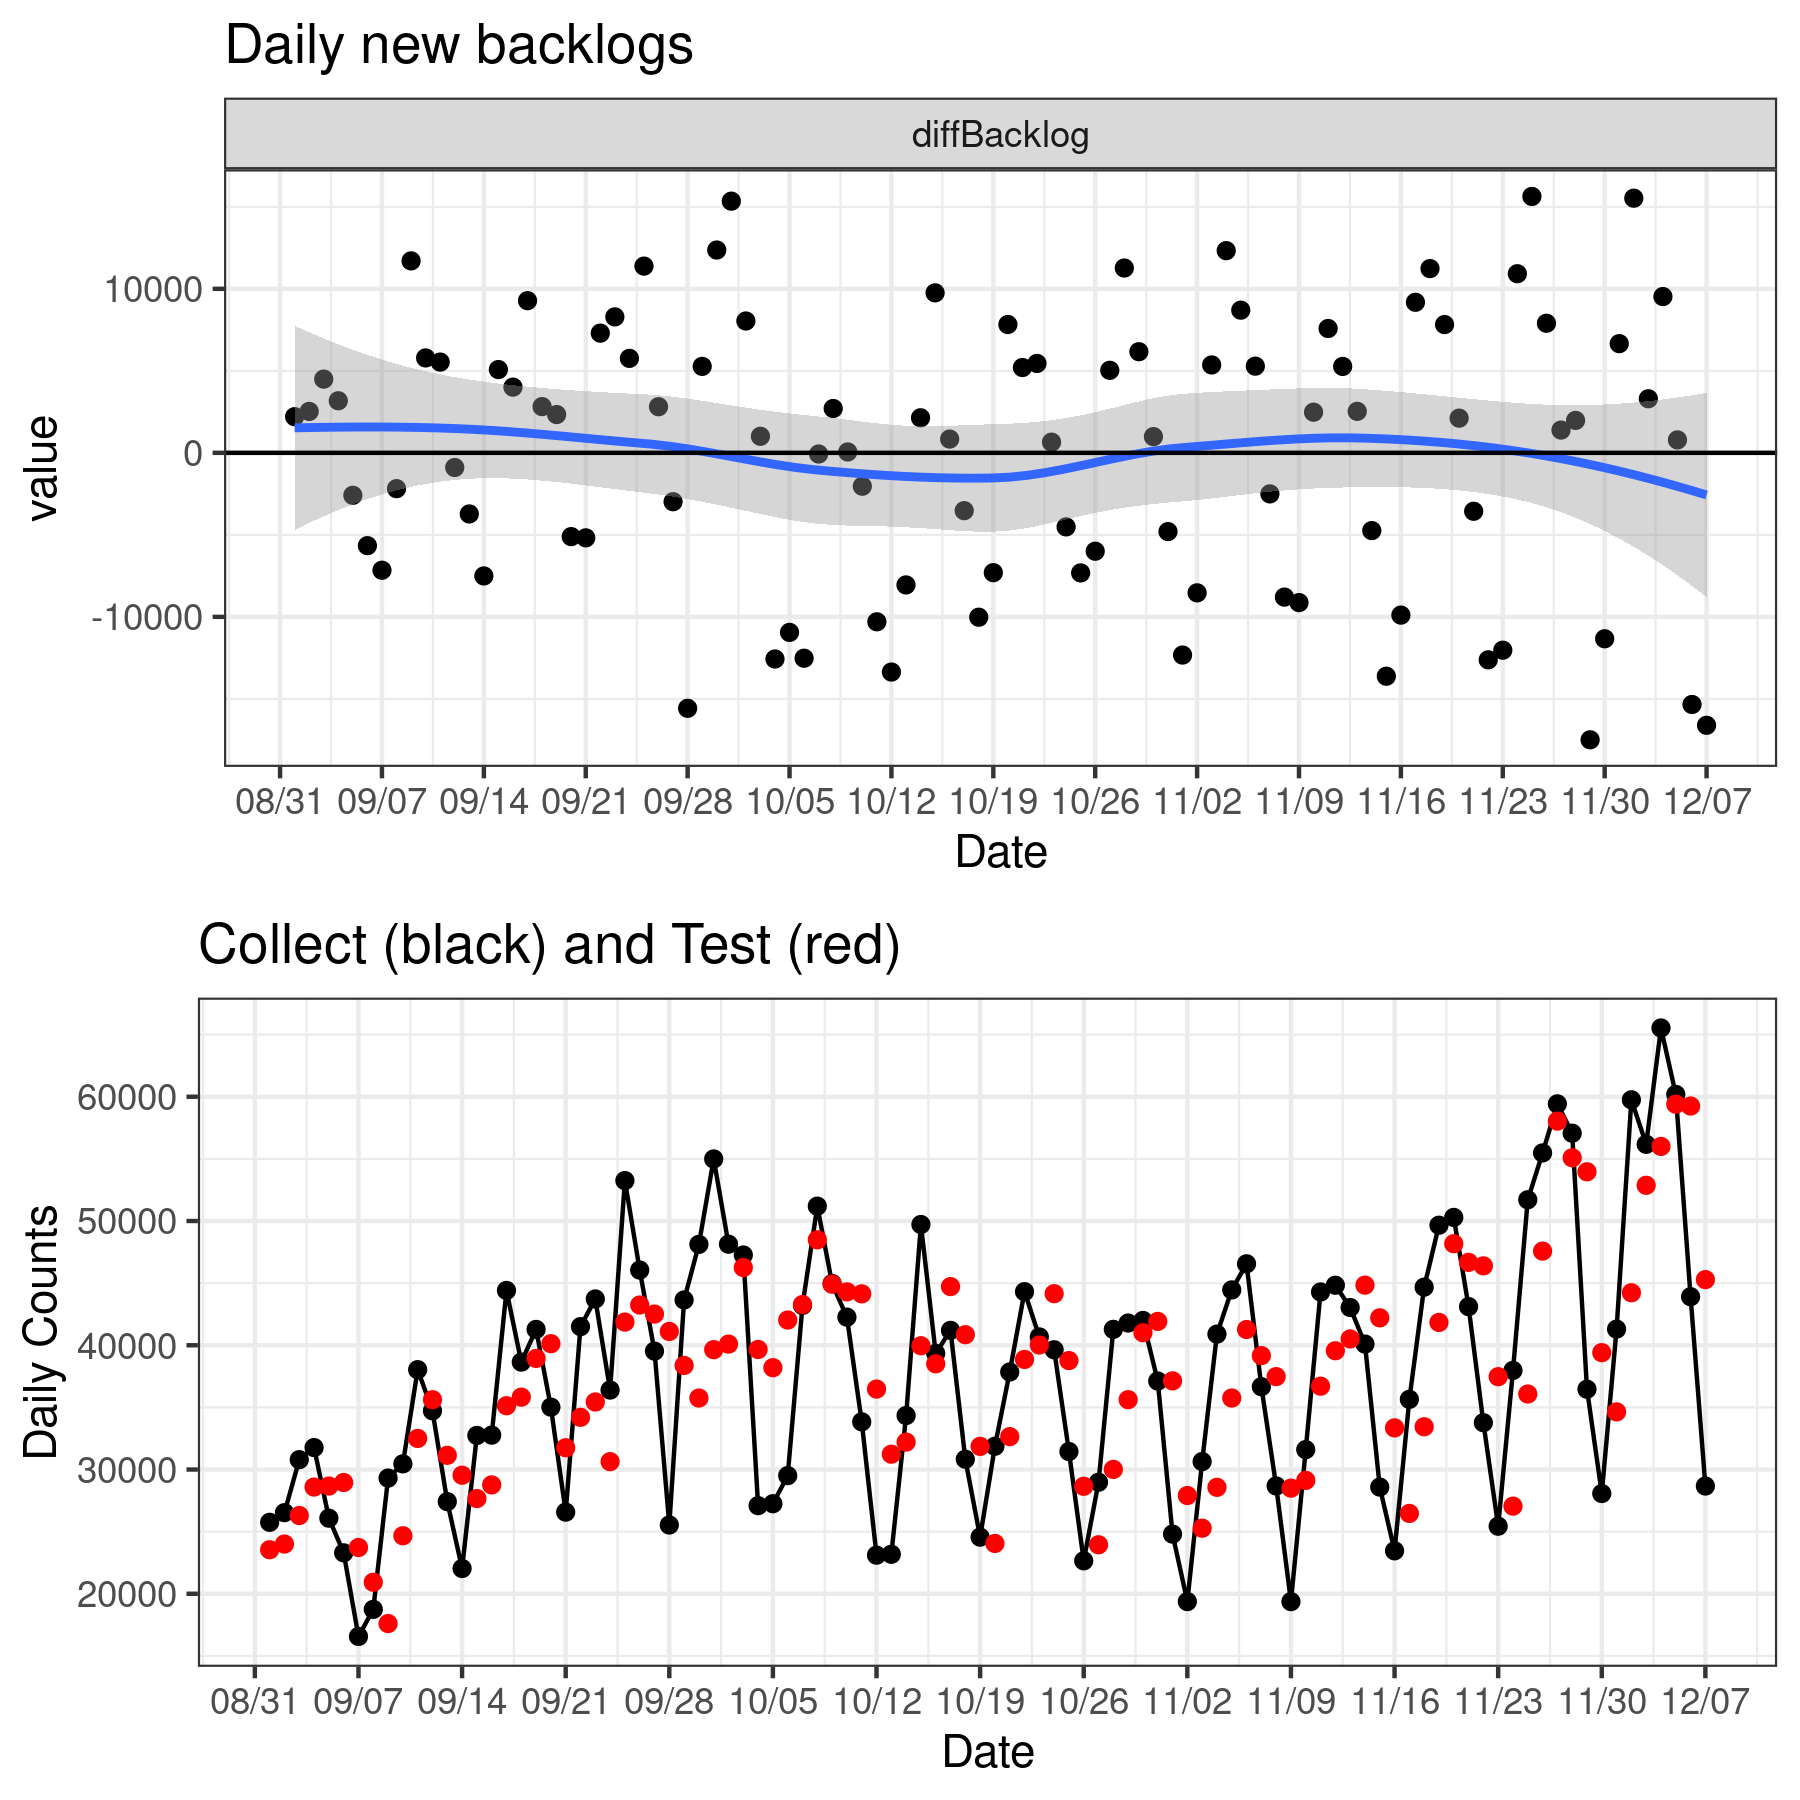 Daily new backlogs
diffBacklog
value
10000
0
-10000
08/31 09/07 09/14 09/21 09/28 10/05 10/12 10/19 10/26 11/02 11/09 11/16 11/23 11/30 12/07
Date
Collect (black) and Test (red)
Daily Counts
60000
50000
40000
30000
20000
08/31 09/07 09/14 09/21 09/28 10/05 10/12 10/19 10/26 11/02 11/09 11/16 11/23 11/30 12/07
Date